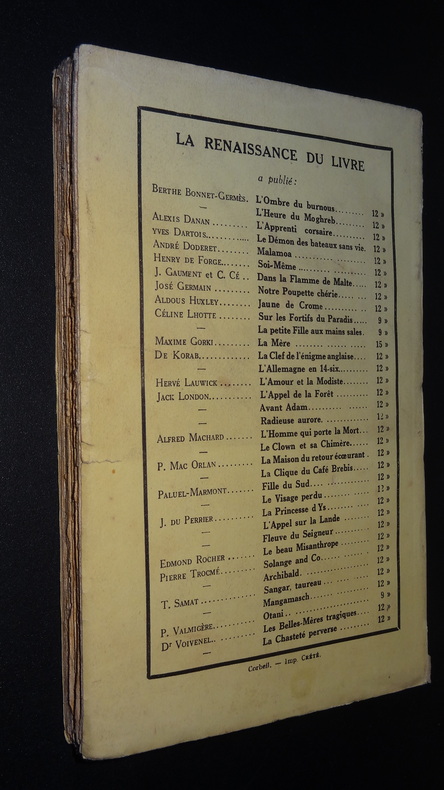 LA RENAISSANCE DU LIVRE
a publié :
BERTHE BONNET-GERMÈS. L'Ombre du burnous......... 12 »
— L'Heure du Moghreb......... 12 »
ALEXIS DANAN ......... L'Apprenti corsaire......... 12 »
YVES DARTOIS......... Le Démon des bateaux sans vie. 12 »
ANDRÉ DODERET........ Malamoa ......... 12 »
HENRY DE FORGE....... Soi-Même ......... 12 »
J. GAUMENT et C. CÉ .. Dans la Flamme de Malte.... 12 »
JOSÉ GERMAIN ......... Notre Poupette chérie....... 12 »
ALDOUS HUXLEY........ Jaune de Crome ......... 12 »
CÉLINE LHOTTE ........ Sur les Fortifs du Paradis.... 9 »
— La petite Fille aux mains sales. 9 »
MAXIME GORKI.......... La Mère ......... 15 »
DE KORAB............. La Clef de l'énigme anglaise.... 12 »
— L'Allemagne en 14-six........ 12 »
HERVÉ LAUWICK ........ L'Amour et la Modiste....... 12 »
JACK LONDON.......... L'Appel de la Forêt ......... 12 »
— Avant Adam......... 12 »
— Radieuse aurore. ......... 12 »
ALFRED MACHARD ...... L'Homme qui porte la Mort... 12 »
— Le Clown et sa Chimère..... 12 »
P. MAC ORLAN ......... La Maison du retour écœurant . 12 »
— La Clique du Café Brebis..... 12 »
PALUEL-MARMONT....... Fille du Sud......... 12 »
— Le Visage perdu ......... 12 »
J. DU PERRIER.......... La Princesse d'Ys ......... 12 »
— L'Appel sur la Lande ....... 12 »
— Fleuve du Seigneur ......... 12 »
EDMOND ROCHER ....... Le beau Misanthrope ........ 12 »
PIERRE TROCMÉ........ Solange and Co......... 12 »
— Archibald. ......... 12 »
T. SAMAT ............. Sangar, taureau ......... 12 »
— Mangamasch......... 12 »
P. VALMIGÈRE......... Otani ......... 9 »
Dr VOIVENEL......... Les Belles-Mères tragiques.... 12 »
— La Chasteté perverse ........ 12 »
Corbeil. — Imp. CRÉTÉ.